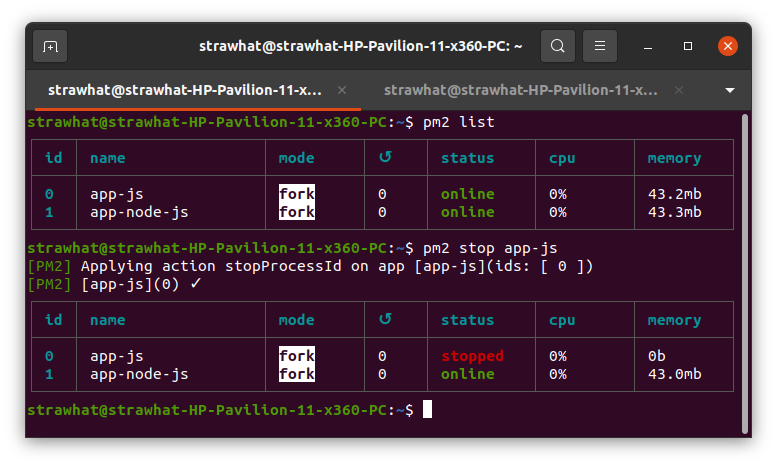 strawhat@strawhat-HP-Pavilion-11-x360-PC: ~
strawhat@strawhat-HP-Pavilion-11-x... × strawhat@strawhat-HP-Pavilion-11-x... ×
strawhat@strawhat-HP-Pavilion-11-x360-PC:~$ pm2 list
id name mode ↺ status cpu memory
0 app-js fork 0 online 0% 43.2mb
1 app-node-js fork 0 online 0% 43.3mb
strawhat@strawhat-HP-Pavilion-11-x360-PC:~$ pm2 stop app-js
[PM2] Applying action stopProcessId on app [app-js](ids: [ 0 ])
[PM2] [app-js](0) ✓
id name mode ↺ status cpu memory
0 app-js fork 0 stopped 0% 0b
1 app-node-js fork 0 online 0% 43.0mb
strawhat@strawhat-HP-Pavilion-11-x360-PC:~$